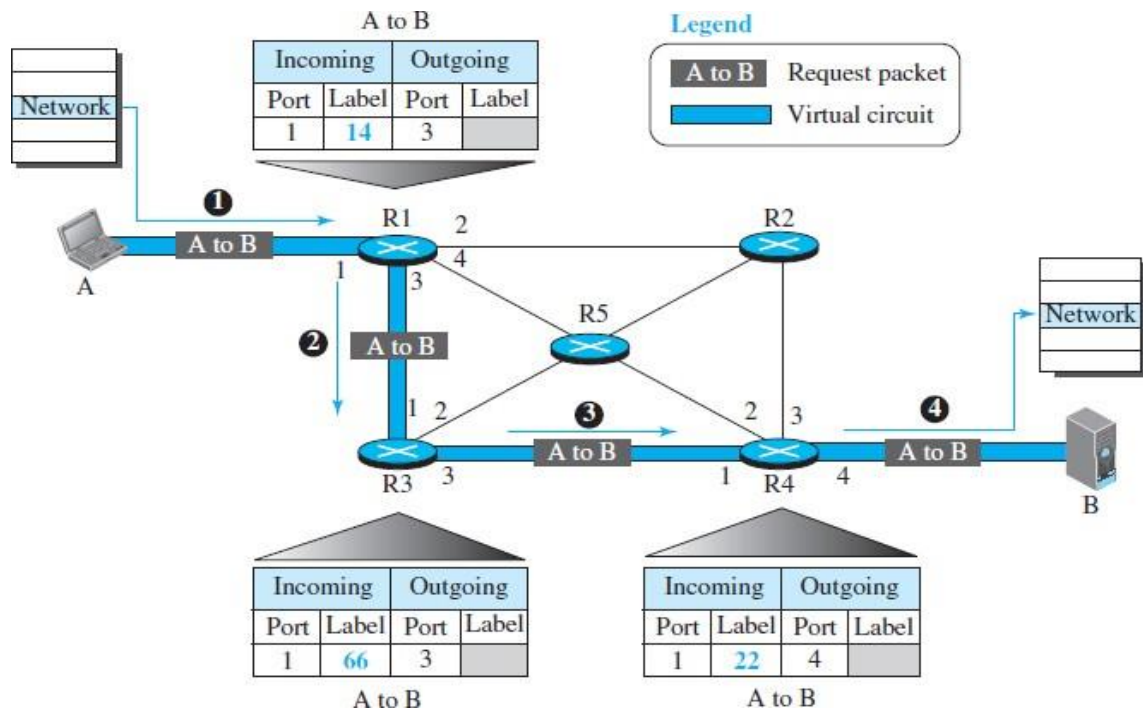 A to B
Incoming Outgoing
Port Label Port Label
1 14 3
Legend
A to B Request packet
Virtual circuit
Network
1
A to B
A
1
R1
2
4
3
R2
2
A to B
R5
Network
1
2
R3
3
3
A to B
2
3
1
R4
4
4
A to B
B
Incoming Outgoing
Port Label Port Label
1 66 3
A to B
Incoming Outgoing
Port Label Port Label
1 22 4
A to B